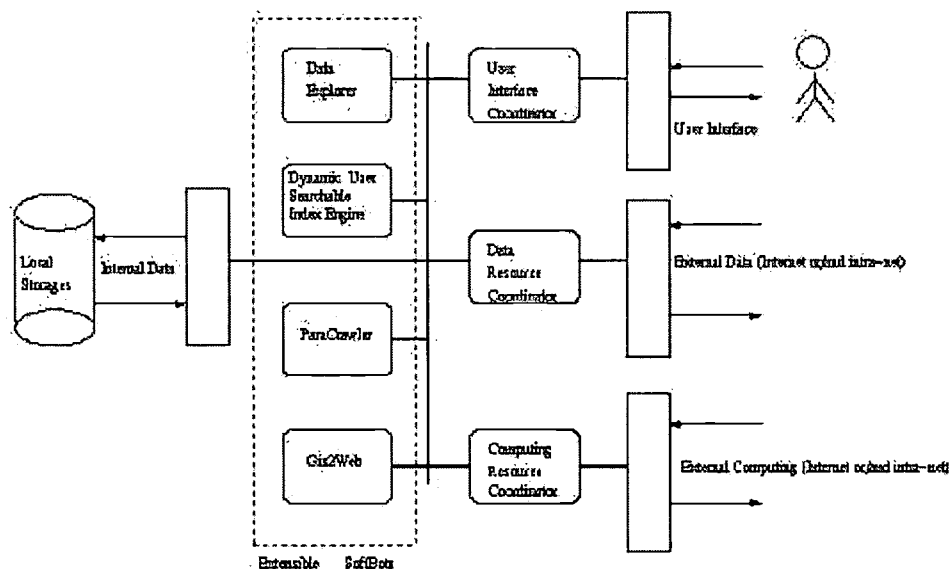 Data
Explorer
User
Interface
Coordinator
User Interface
Dynamic User
Searchable
Index Engine
Local
Storages
Internal Data
Data
Resource
Coordinator
External Data (Internet or/and intra-net)
ParaCrawler
Gis2Web
Computing
Resource
Coordinator
External Computing (Internet or/and intra-net)
Extensible SoftBots